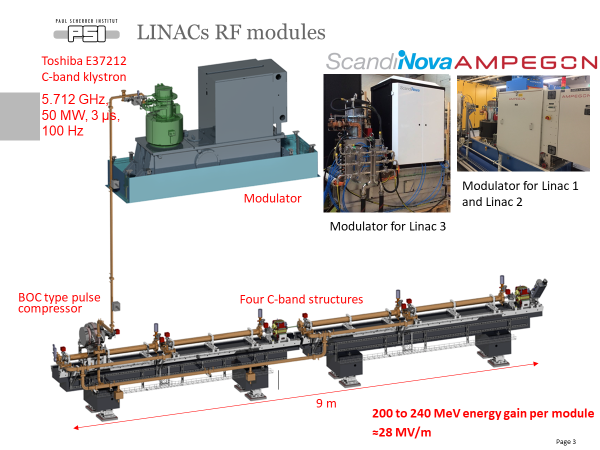 PAUL SCHERRER INSTITUT
PSI
LINACs RF modules
Toshiba E37212
C-band klystron
5.712 GHz,
50 MW, 3 µs,
100 Hz
ScandiNova
AMPEGON
ScandiNova
AMPEGON
Modulator
Modulator for Linac 3
Modulator for Linac 1
and Linac 2
BOC type pulse
compressor
Four C-band structures
9 m
200 to 240 MeV energy gain per module
≈28 MV/m
Page 3